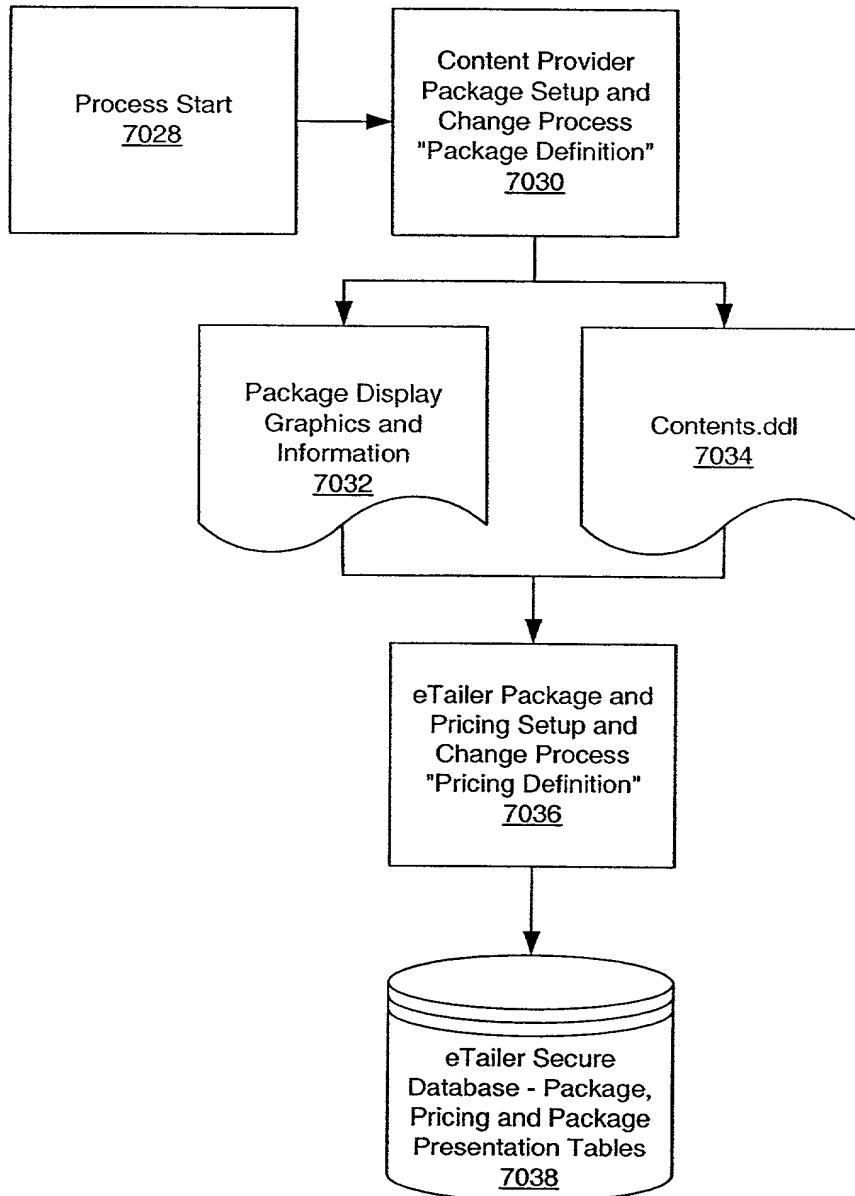 Process Start
7028
Content Provider
Package Setup and
Change Process
"Package Definition"
7030
Package Display
Graphics and
Information
7032
Contents.ddl
7034
eTailer Package and
Pricing Setup and
Change Process
"Pricing Definition"
7036
eTailer Secure
Database - Package,
Pricing and Package
Presentation Tables
7038